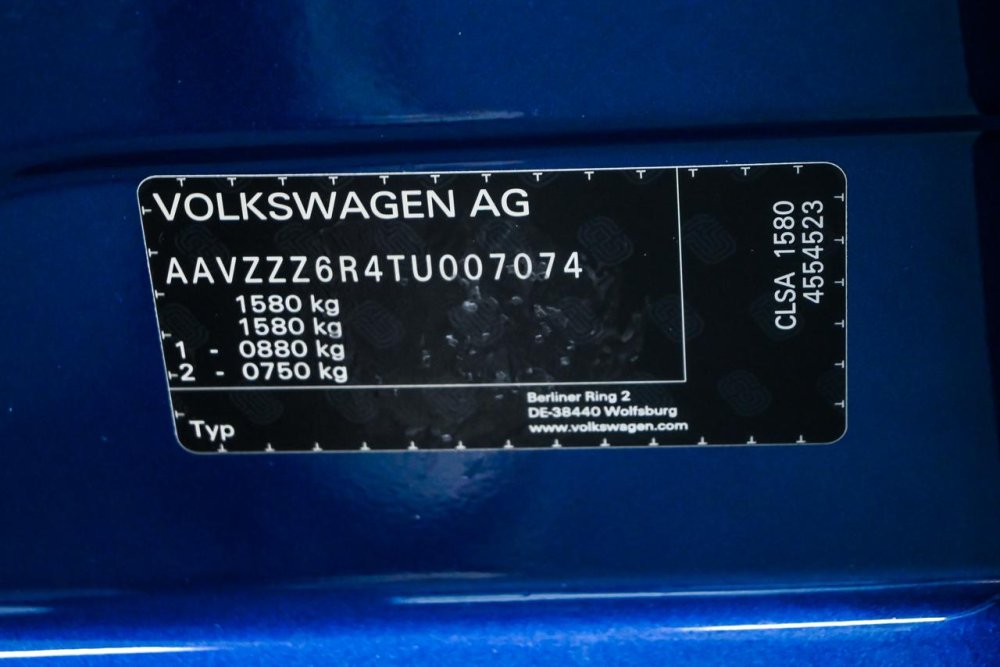 VOLKSWAGEN AG
AAVZZZ6R4TU007074
1580 kg
1580 kg
1 - 0880 kg
2 - 0750 kg
Typ
Berliner Ring 2
DE-38440 Wolfsburg
www.volkswagen.com
CLSA 1580
4554523